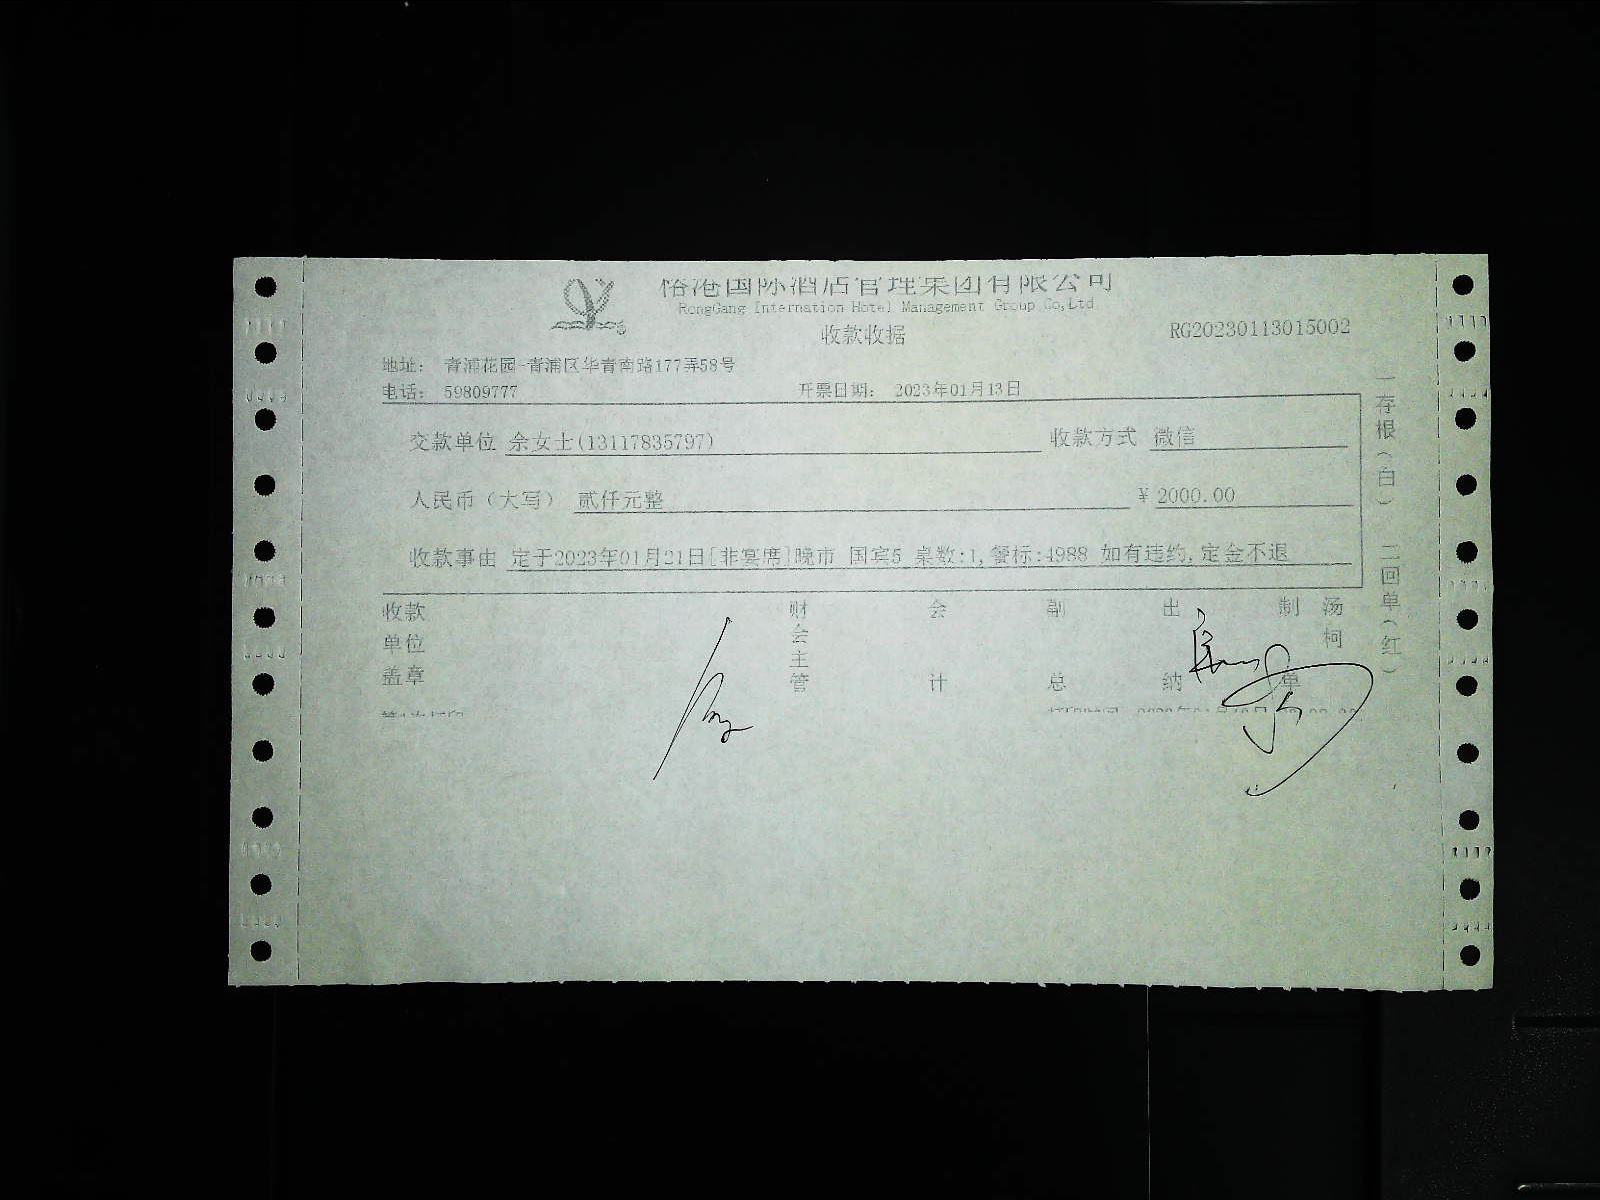 国际酒店管理集团有限公司
RongGang Internation Hotel Management Group Co,Ltd
收款收据
RG20230113015002
地址： 青浦花园-青浦区华青南路177弄58号
电话： 59809777 开票日期： 2023年01月13日
交款单位 余女士(13117835797) 收款方式 微信
人民币（大写） 贰仟元整 ¥ 2000.00
收款事由 定于2023年01月21日[非宴席]晚市 国宾5 桌数:1,餐标:4988 如有违约,定金不退
收款单位盖章 财会主管 会计 副总 出纳 制单 汤柯
一存根（白） 二回单（红）